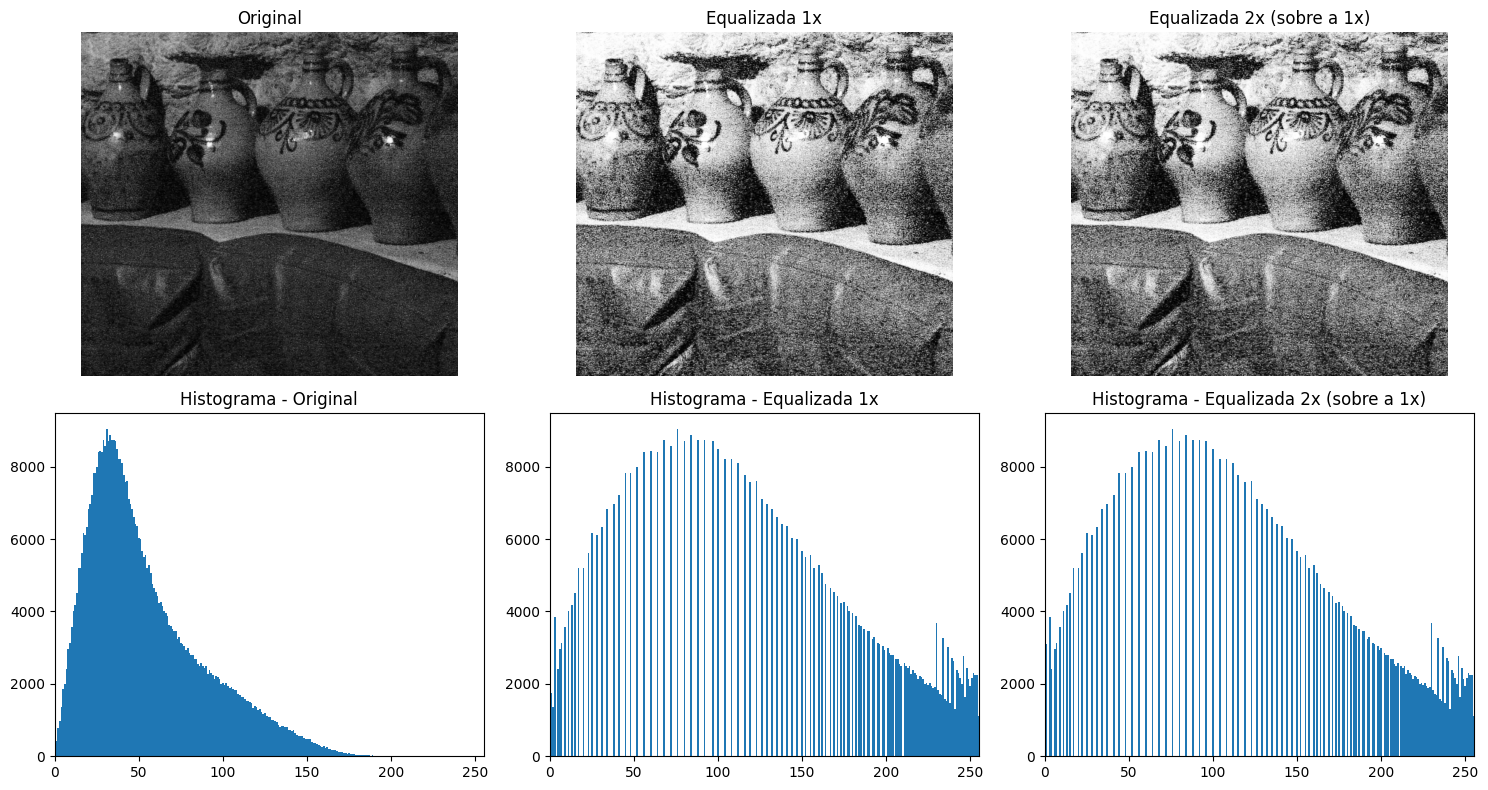 Original
Equalizada 1x
Equalizada 2x (sobre a 1x)
Histograma - Original
Histograma - Equalizada 1x
Histograma - Equalizada 2x (sobre a 1x)
8000
6000
4000
2000
0
0 50 100 150 200 250
8000
6000
4000
2000
0
0 50 100 150 200 250
8000
6000
4000
2000
0
0 50 100 150 200 250